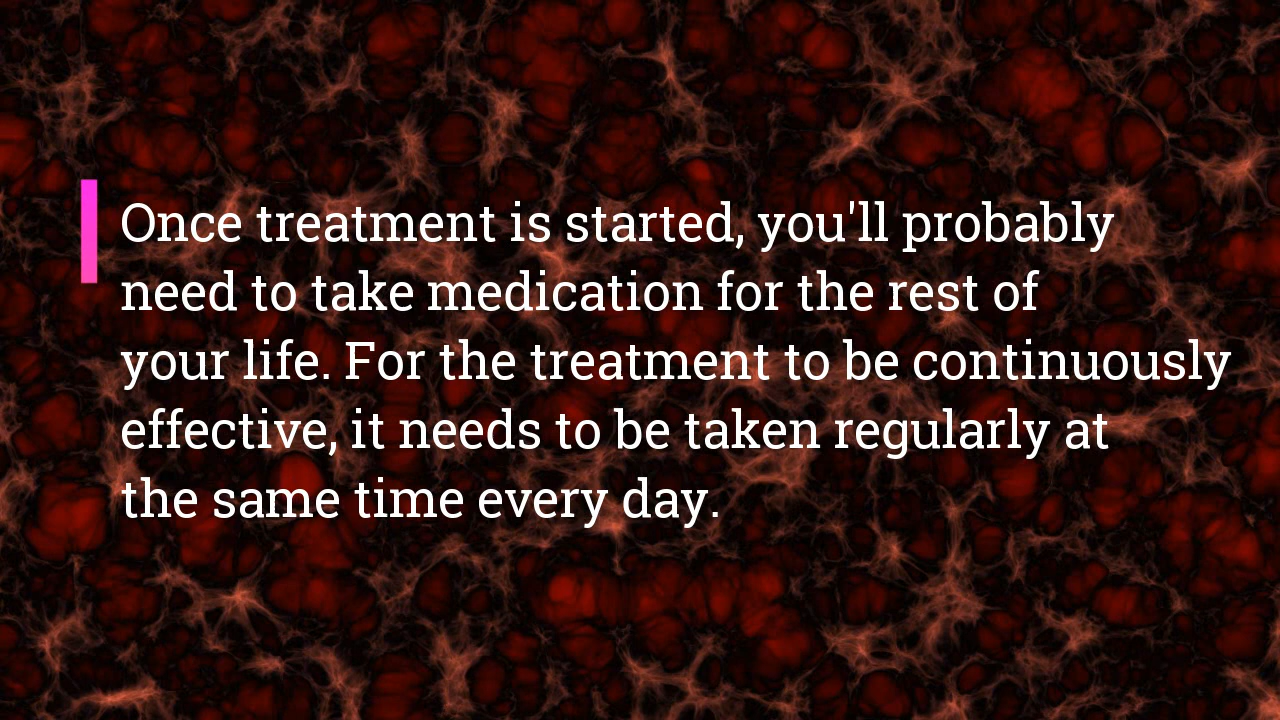 Once treatment is started, you'll probably
need to take medication for the rest of
your life. For the treatment to be continuously
effective, it needs to be taken regularly at
the same time every day.